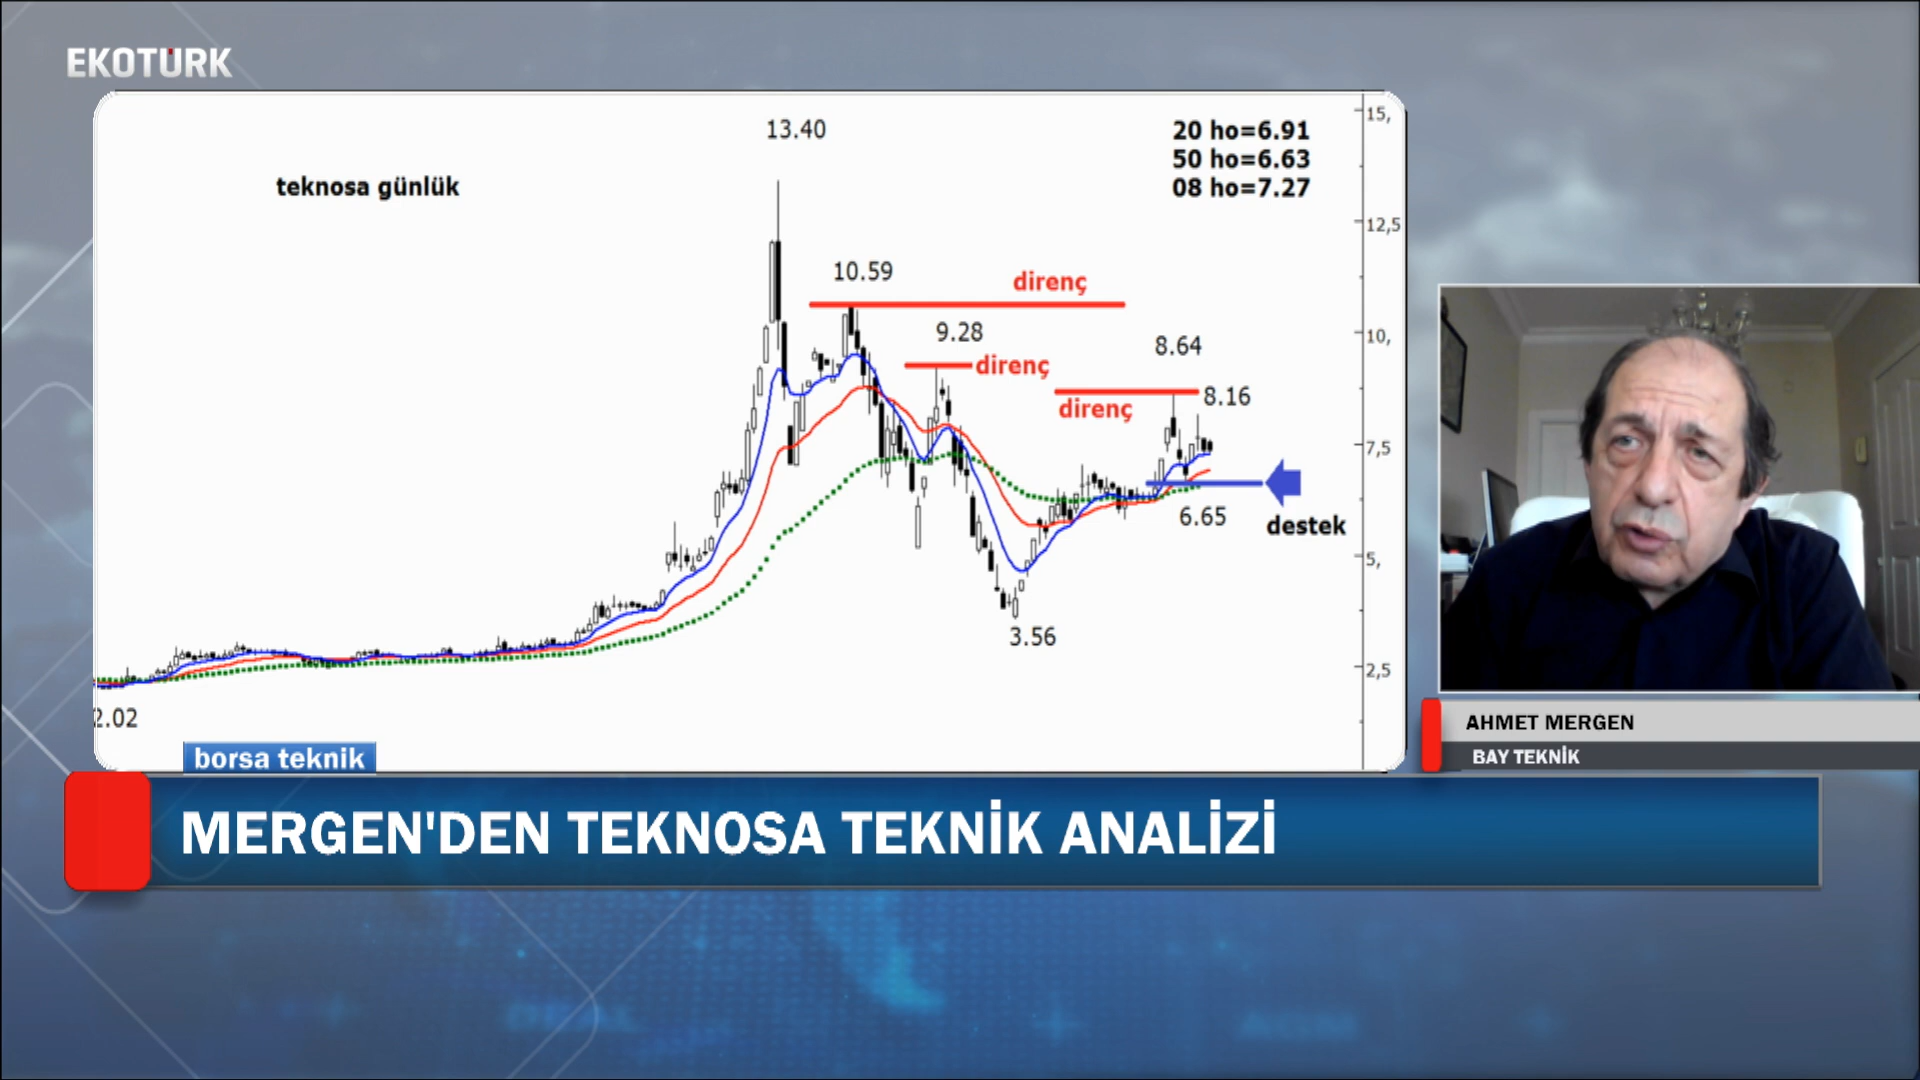 EKOTÜRK
13.40
20 ho=6.91
50 ho=6.63
08 ho=7.27
teknosa günlük
10.59
direnç
9.28
direnç
8.64
direnç
8.16
6.65
destek
3.56
2.02
15,
12,5
10,
7,5
5,
2,5
borsa teknik
MERGEN'DEN TEKNOSA TEKNİK ANALİZİ
AHMET MERGEN
BAY TEKNİK